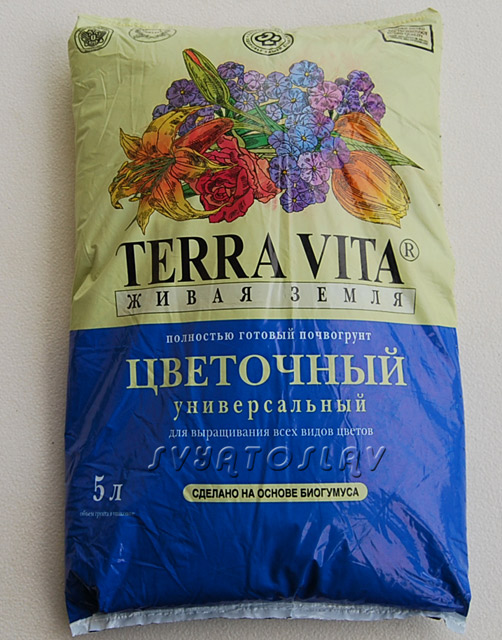 TERRA VITA®
ЖИВАЯ ЗЕМЛЯ
полностью готовый почвогрунт
ЦВЕТОЧНЫЙ
универсальный
для выращивания всех видов цветов
SVYATOSLAV
5 л
СДЕЛАНО НА ОСНОВЕ БИОГУМУСА